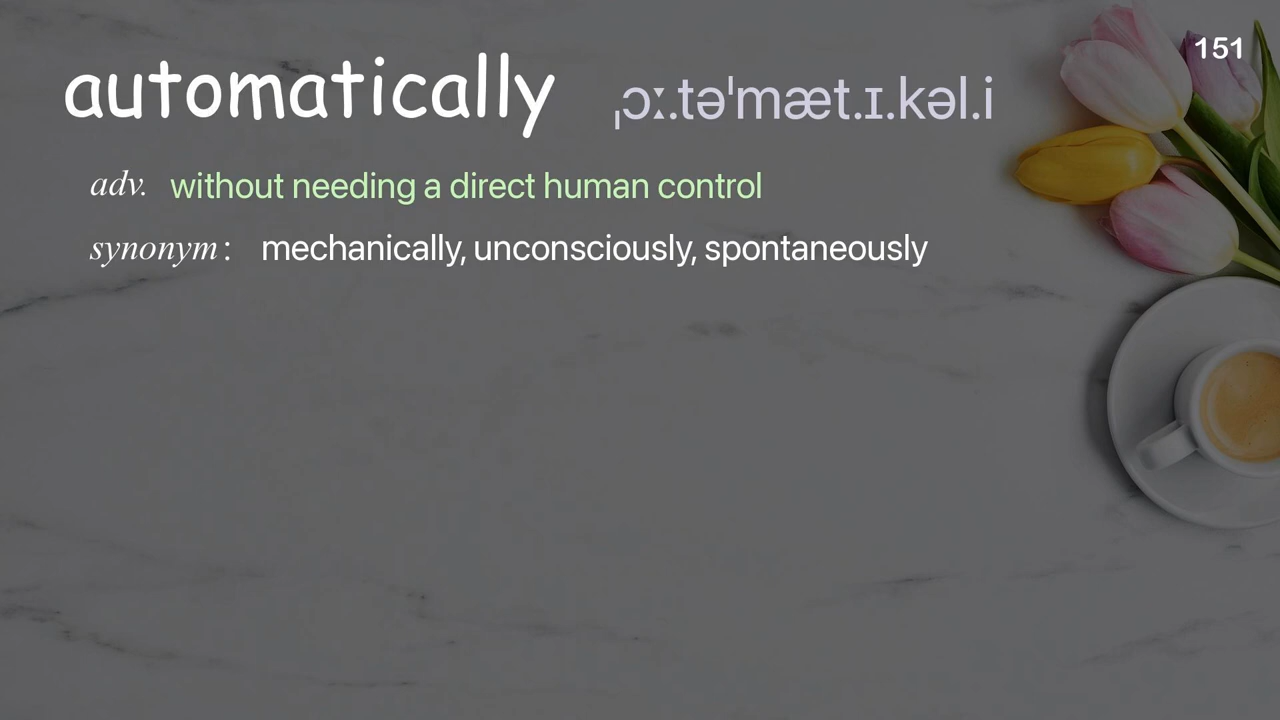 151
automatically ˌɔː.təˈmæt.ɪ.kəl.i
adv. without needing a direct human control
synonym: mechanically, unconsciously, spontaneously